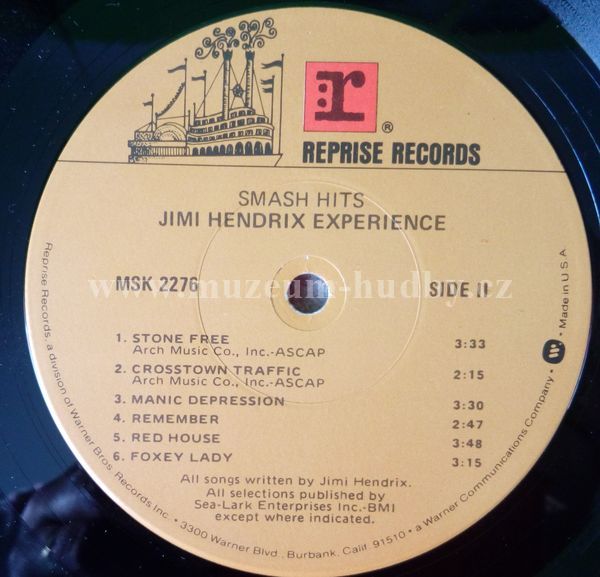 r
®
REPRISE RECORDS
SMASH HITS
JIMI HENDRIX EXPERIENCE
MSK 2276
SIDE II
www.muzeum-hudby.cz
1. STONE FREE 3:33
Arch Music Co., Inc.-ASCAP
2. CROSSTOWN TRAFFIC 2:15
Arch Music Co., Inc.-ASCAP
3. MANIC DEPRESSION 3:30
4. REMEMBER 2:47
5. RED HOUSE 3:48
6. FOXEY LADY 3:15
All songs written by Jimi Hendrix.
All selections published by
Sea-Lark Enterprises Inc.-BMI
except where indicated.
Reprise Records, a division of Warner Bros. Records Inc. • 3300 Warner Blvd., Burbank, Calif. 91510 • a Warner Communications Company • Made in U.S.A.